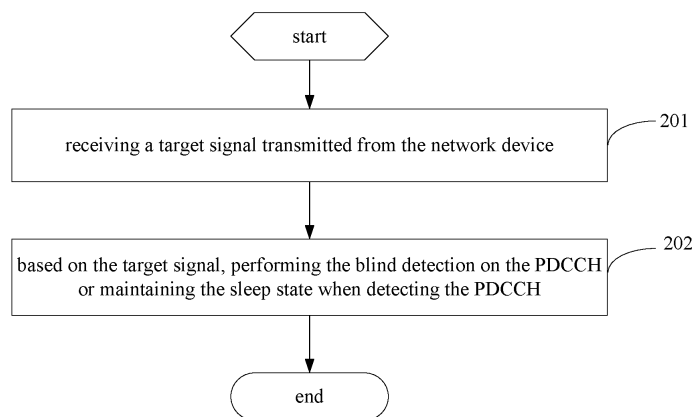 start
receiving a target signal transmitted from the network device
201
based on the target signal, performing the blind detection on the PDCCH
or maintaining the sleep state when detecting the PDCCH
202
end